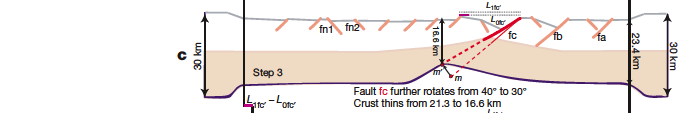 L1fc'
L0fc'
fn1 fn2 fc fb fa
c
30 km
16.6 km
23.4 km
30 km
Step 3
m' m
L1fc' – L0fc'
Fault fc further rotates from 40° to 30°
Crust thins from 21.3 to 16.6 km